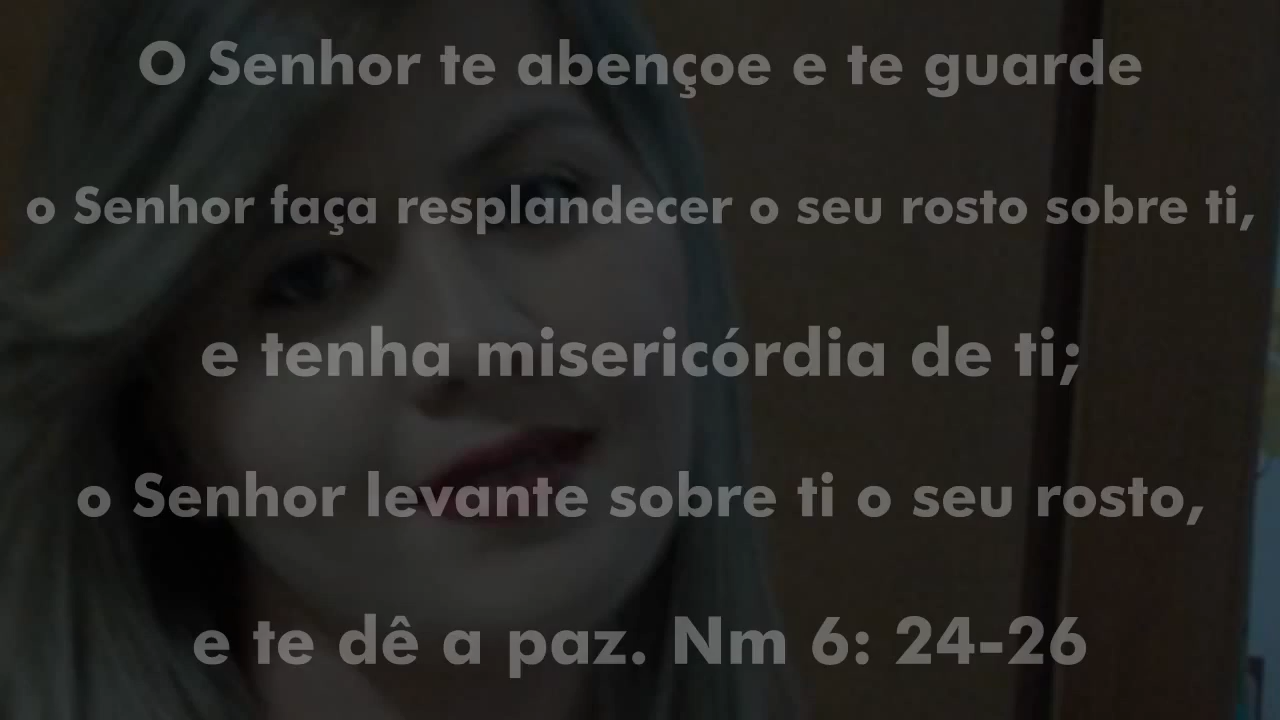 O Senhor te abençoe e te guarde
o Senhor faça resplandecer o seu rosto sobre ti,
e tenha misericórdia de ti;
o Senhor levante sobre ti o seu rosto,
e te dê a paz. Nm 6: 24-26